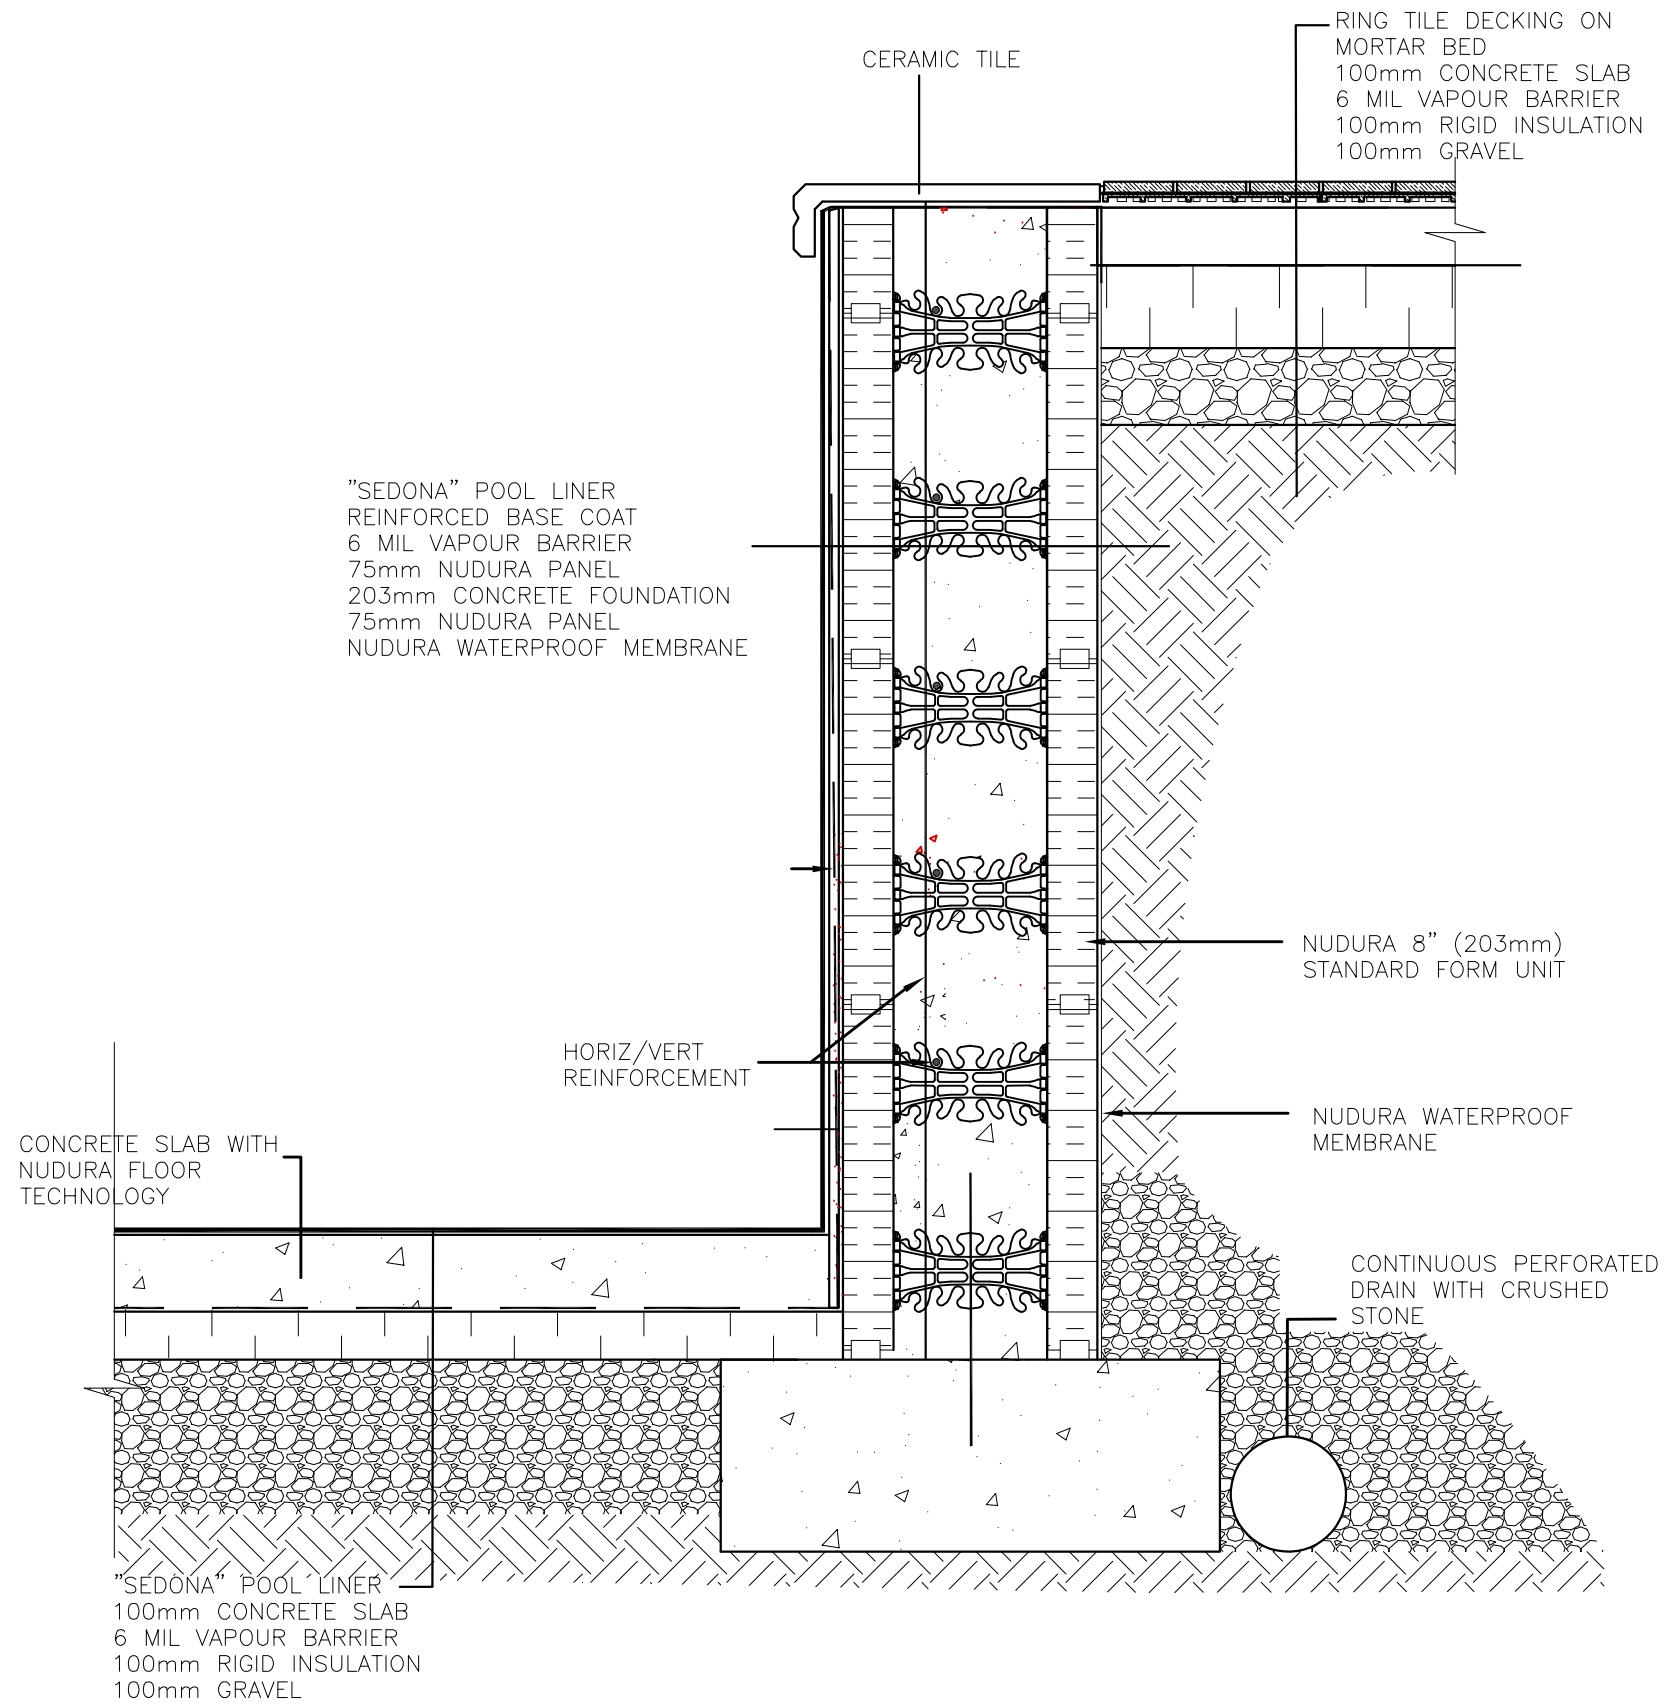 RING TILE DECKING ON
MORTAR BED
100mm CONCRETE SLAB
6 MIL VAPOUR BARRIER
100mm RIGID INSULATION
100mm GRAVEL
CERAMIC TILE
"SEDONA" POOL LINER
REINFORCED BASE COAT
6 MIL VAPOUR BARRIER
75mm NUDURA PANEL
203mm CONCRETE FOUNDATION
75mm NUDURA PANEL
NUDURA WATERPROOF MEMBRANE
NUDURA 8" (203mm)
STANDARD FORM UNIT
HORIZ/VERT
REINFORCEMENT
NUDURA WATERPROOF
MEMBRANE
CONCRETE SLAB WITH
NUDURA FLOOR
TECHNOLOGY
CONTINUOUS PERFORATED
DRAIN WITH CRUSHED
STONE
"SEDONA" POOL LINER
100mm CONCRETE SLAB
6 MIL VAPOUR BARRIER
100mm RIGID INSULATION
100mm GRAVEL